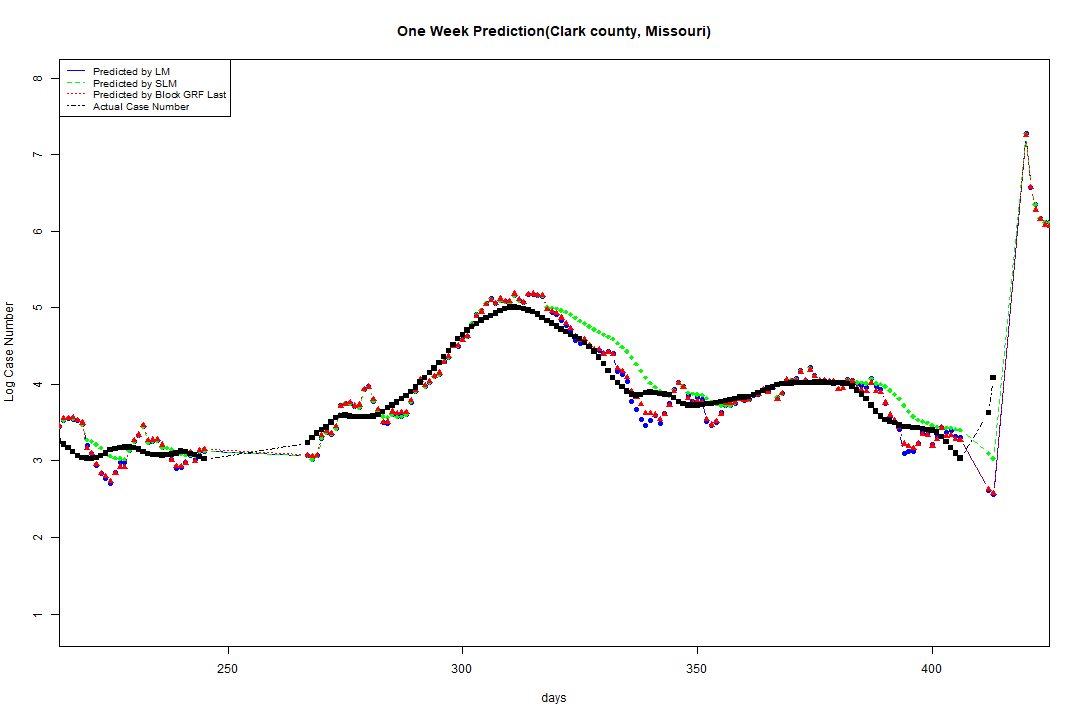 One Week Prediction(Clark county, Missouri)
Predicted by LM
Predicted by SLM
Predicted by Block GRF Last
Actual Case Number
8
7
6
5
4
3
2
1
Log Case Number
250 300 350 400
days